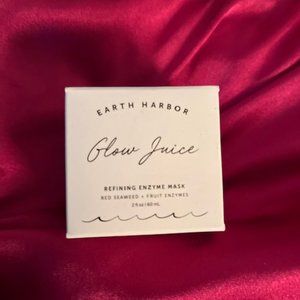 EARTH HARBOR
Glow Juice
REFINING ENZYME MASK
RED SEAWEED + FRUIT ENZYMES
2 fl oz | 60 mL